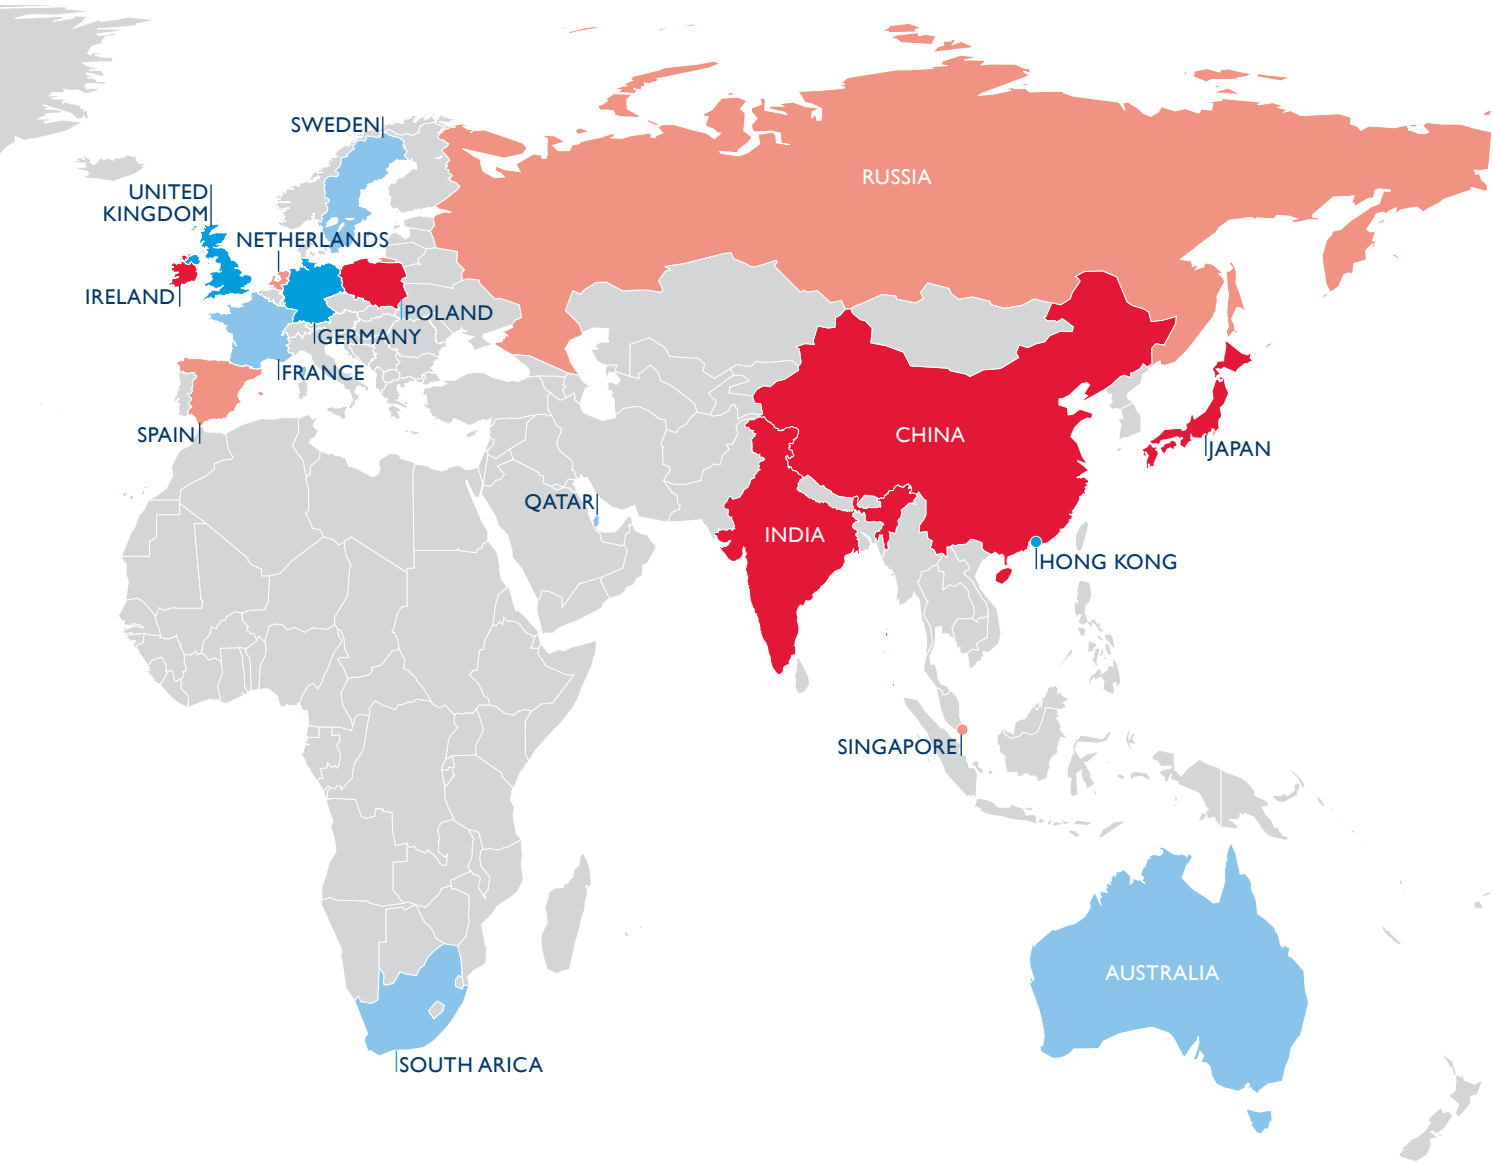 SWEDEN
RUSSIA
UNITED
KINGDOM
NETHERLANDS
IRELAND
POLAND
GERMANY
FRANCE
SPAIN
CHINA
JAPAN
QATAR
INDIA
HONG KONG
SINGAPORE
AUSTRALIA
SOUTH ARICA